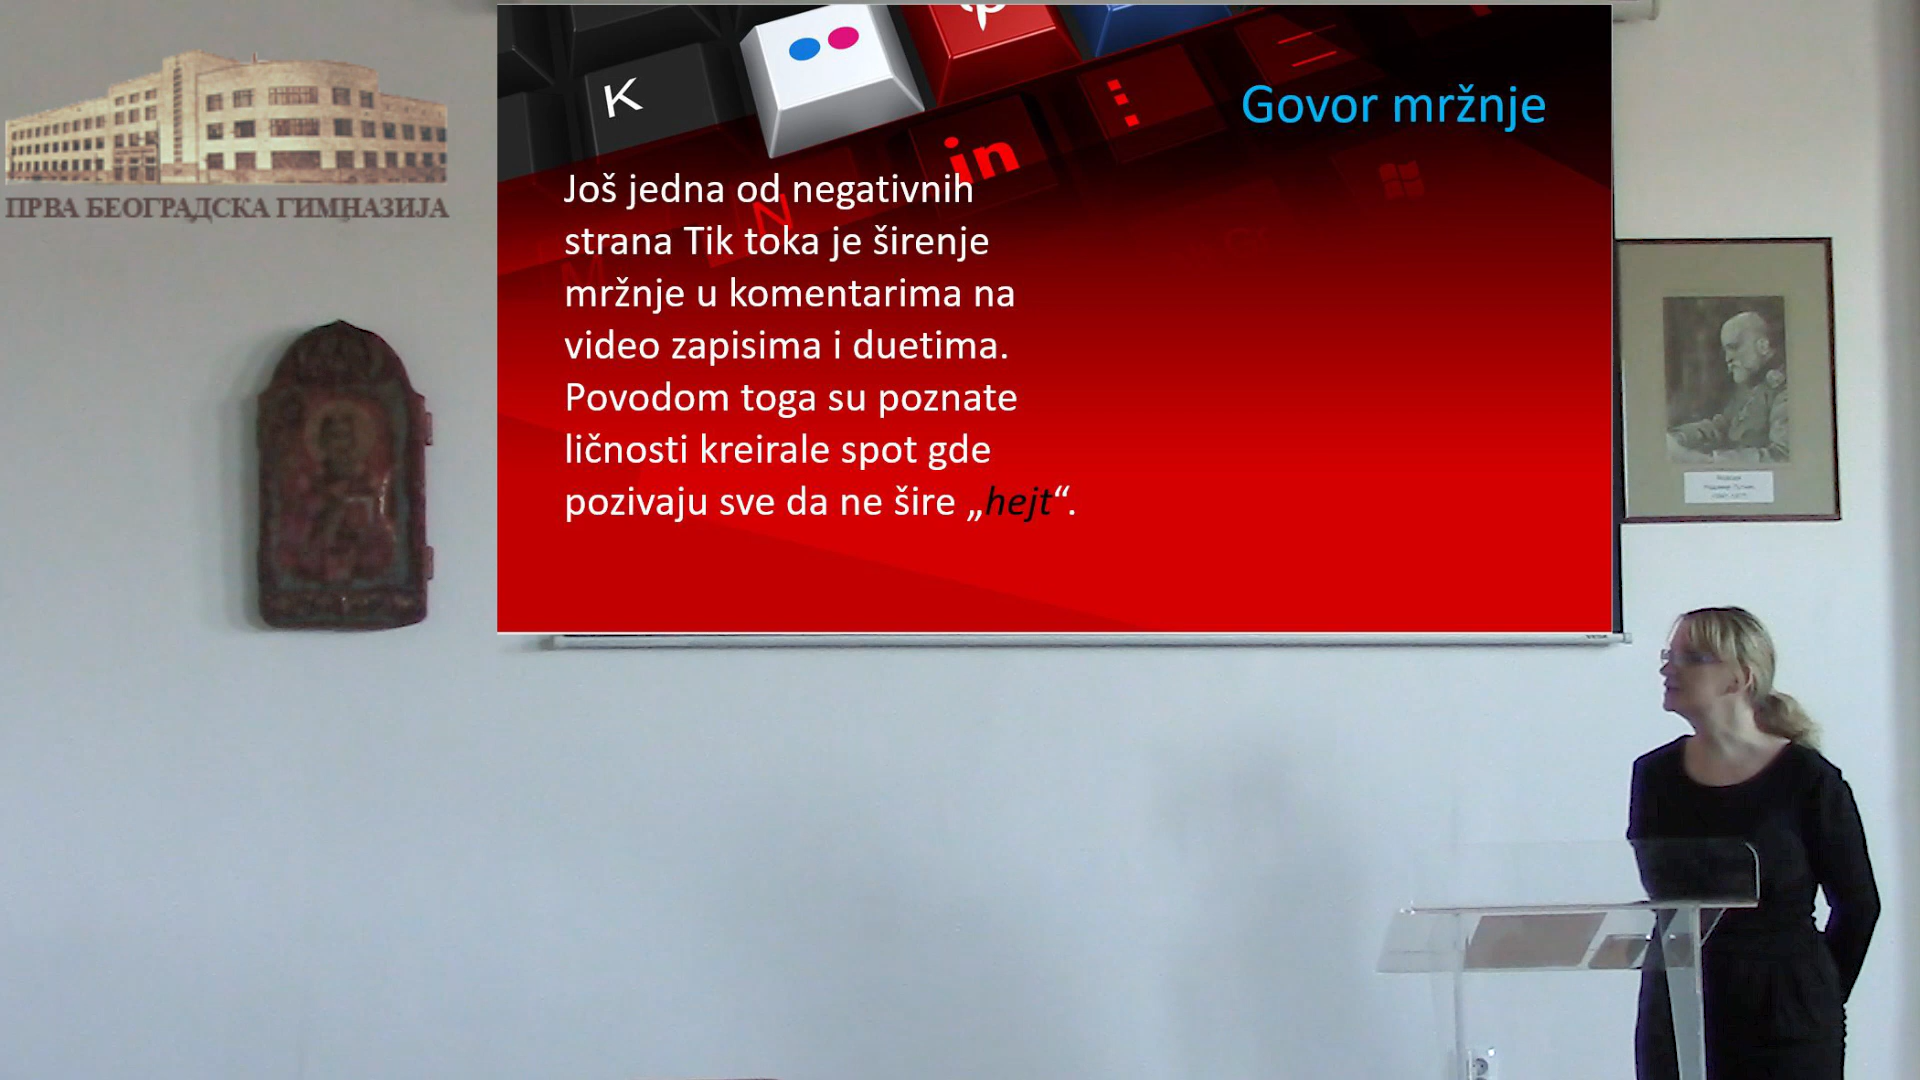 ПРВА БЕОГРАДСКА ГИМНАЗИЈА
K
in
N
M
Govor mržnje
Još jedna od negativnih
strana Tik toka je širenje
mržnje u komentarima na
video zapisima i duetima.
Povodom toga su poznate
ličnosti kreirale spot gde
pozivaju sve da ne šire „hejt“.